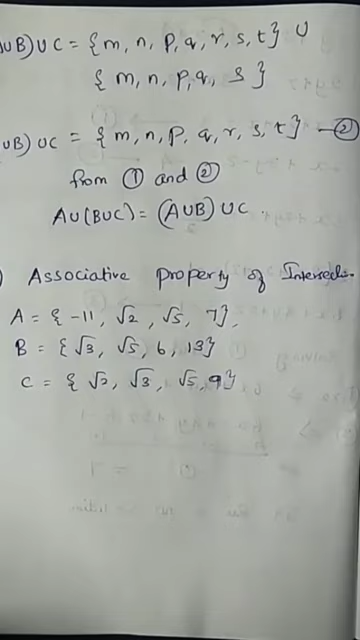 ∪B)∪C = {m, n, p, q, r, s, t} ∪
{m, n, p, q, s}
∪B) ∪C = {m, n, p, q, r, s, t} —②
from ① and ②
A∪(B∪C) = (A∪B) ∪C.
) Associative property of Intersecti
A = {-11, √2, √5, 7},
B = {√3, √5, 6, 13}
C = {√2, √3, √5, 9}